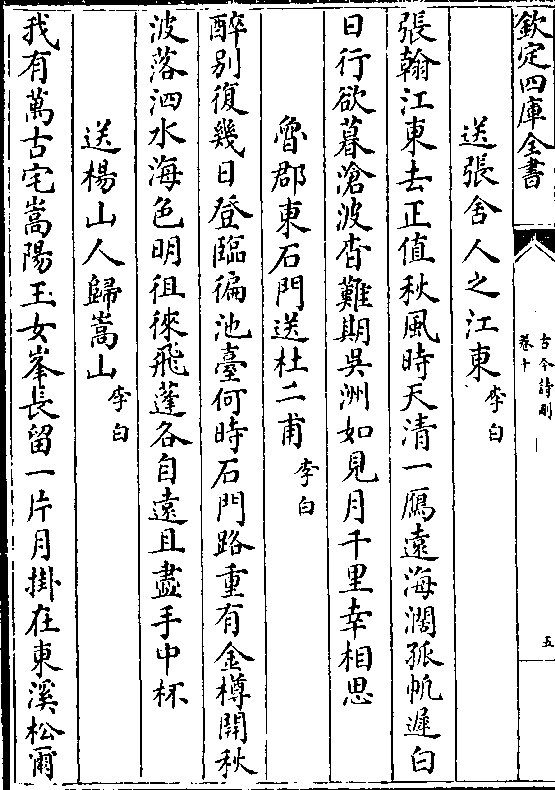 欽定四庫全書
古今詩刪
卷十
五
送張舍人之江東
李白
張翰江東去正值秋風時天清一鴈遠海濶孤帆遲白
日行欲暮滄波杳難期吳洲如見月千里幸相思
魯郡東石門送杜二甫
李白
醉别復幾日登臨徧池臺何時石門路重有金樽開秋
波落泗水海色明徂徠飛蓬各自遠且盡手中杯
送楊山人歸嵩山
李白
我有萬古宅嵩陽玉女峯長留一片月掛在東溪松爾